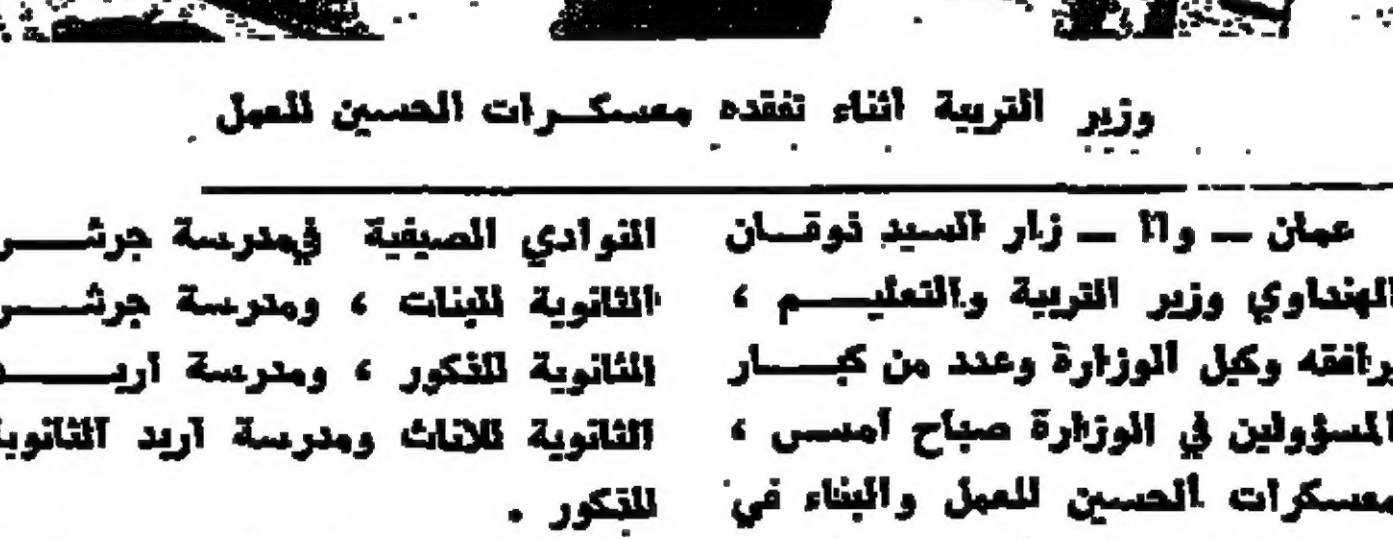 وزير التربية اثناء تفقده معسكرات الحسين للعمل
عمان — واا — زار السيد ذوقان
الهنداوي وزير التربية والتعليم ،
يرافقه وكيل الوزارة وعدد من كبار
المسؤولين في الوزارة صباح أمس ،
معسكرات الحسين للعمل والبناء في
النوادي الصيفية في مدرسة جرش
الثانوية للبنات ، ومدرسة جرش
الثانوية للذكور ، ومدرسة اربد
الثانوية للاناث ومدرسة اربد الثانوية
للذكور .